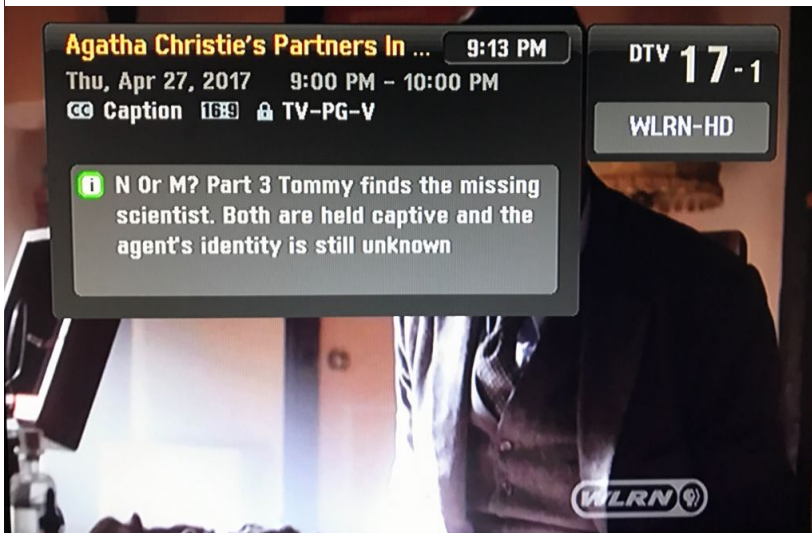 Agatha Christie's Partners In ... 9:13 PM
DTV 17-1
Thu, Apr 27, 2017 9:00 PM – 10:00 PM
CC Caption 16:9 TV-PG-V
WLRN-HD
i N Or M? Part 3 Tommy finds the missing
scientist. Both are held captive and the
agent's identity is still unknown
WLRN